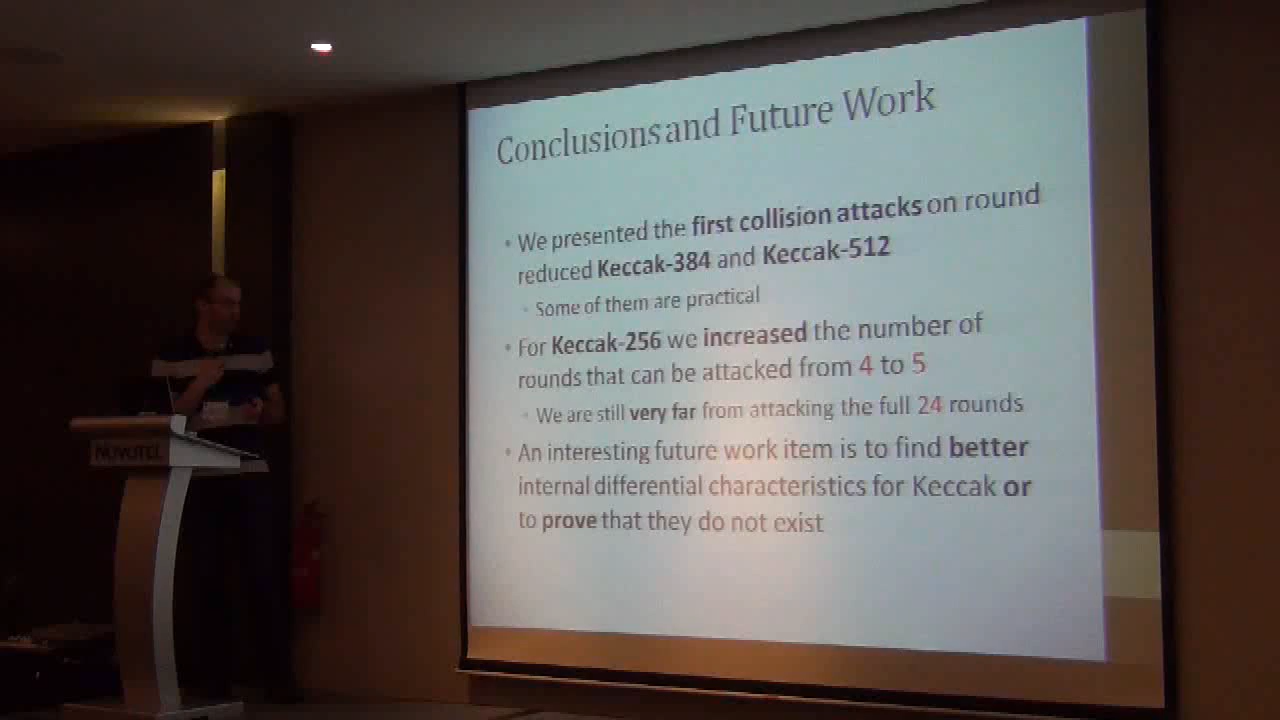 Conclusions and Future Work
• We presented the first collision attacks on round
reduced Keccak-384 and Keccak-512
• Some of them are practical
• For Keccak-256 we increased the number of
rounds that can be attacked from 4 to 5
• We are still very far from attacking the full 24 rounds
• An interesting future work item is to find better
internal differential characteristics for Keccak or
to prove that they do not exist
NOVOTEL